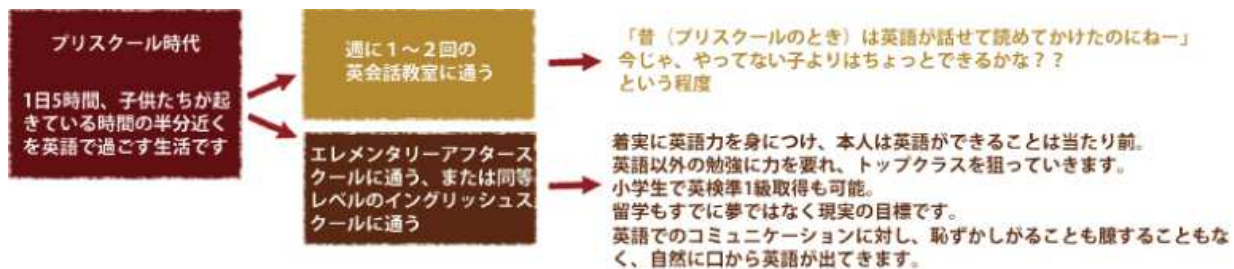 プリスクール時代
1日5時間、子供たちが起
きている時間の半分近く
を英語で過ごす生活です
週に1~2回の
英会話教室に通う
「昔(プリスクールのとき)は英語が話せて読めてかけたのにねー」
今じゃ、やってない子よりはちょっとできるかな??
という程度
エレメンタリーアフタース
クールに通う、または同等
レベルのイングリッシュス
クールに通う
着実に英語力を身につけ、本人は英語ができることは当たり前。
英語以外の勉強に力を要れ、トップクラスを狙っていきます。
小学生で英検準1級取得も可能。
留学もすでに夢ではなく現実の目標です。
英語でのコミュニケーションに対し、恥ずかしがることも臆することもな
く、自然に口から英語が出てきます。